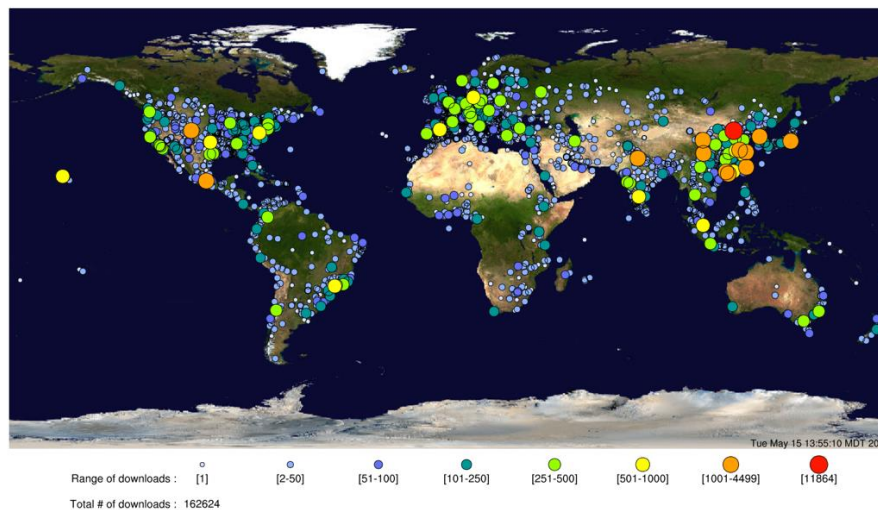 Tue May 15 13:55:10 MDT 20
Range of downloads : [1] [2-50] [51-100] [101-250] [251-500] [501-1000] [1001-4499] [11864]
Total # of downloads : 162624